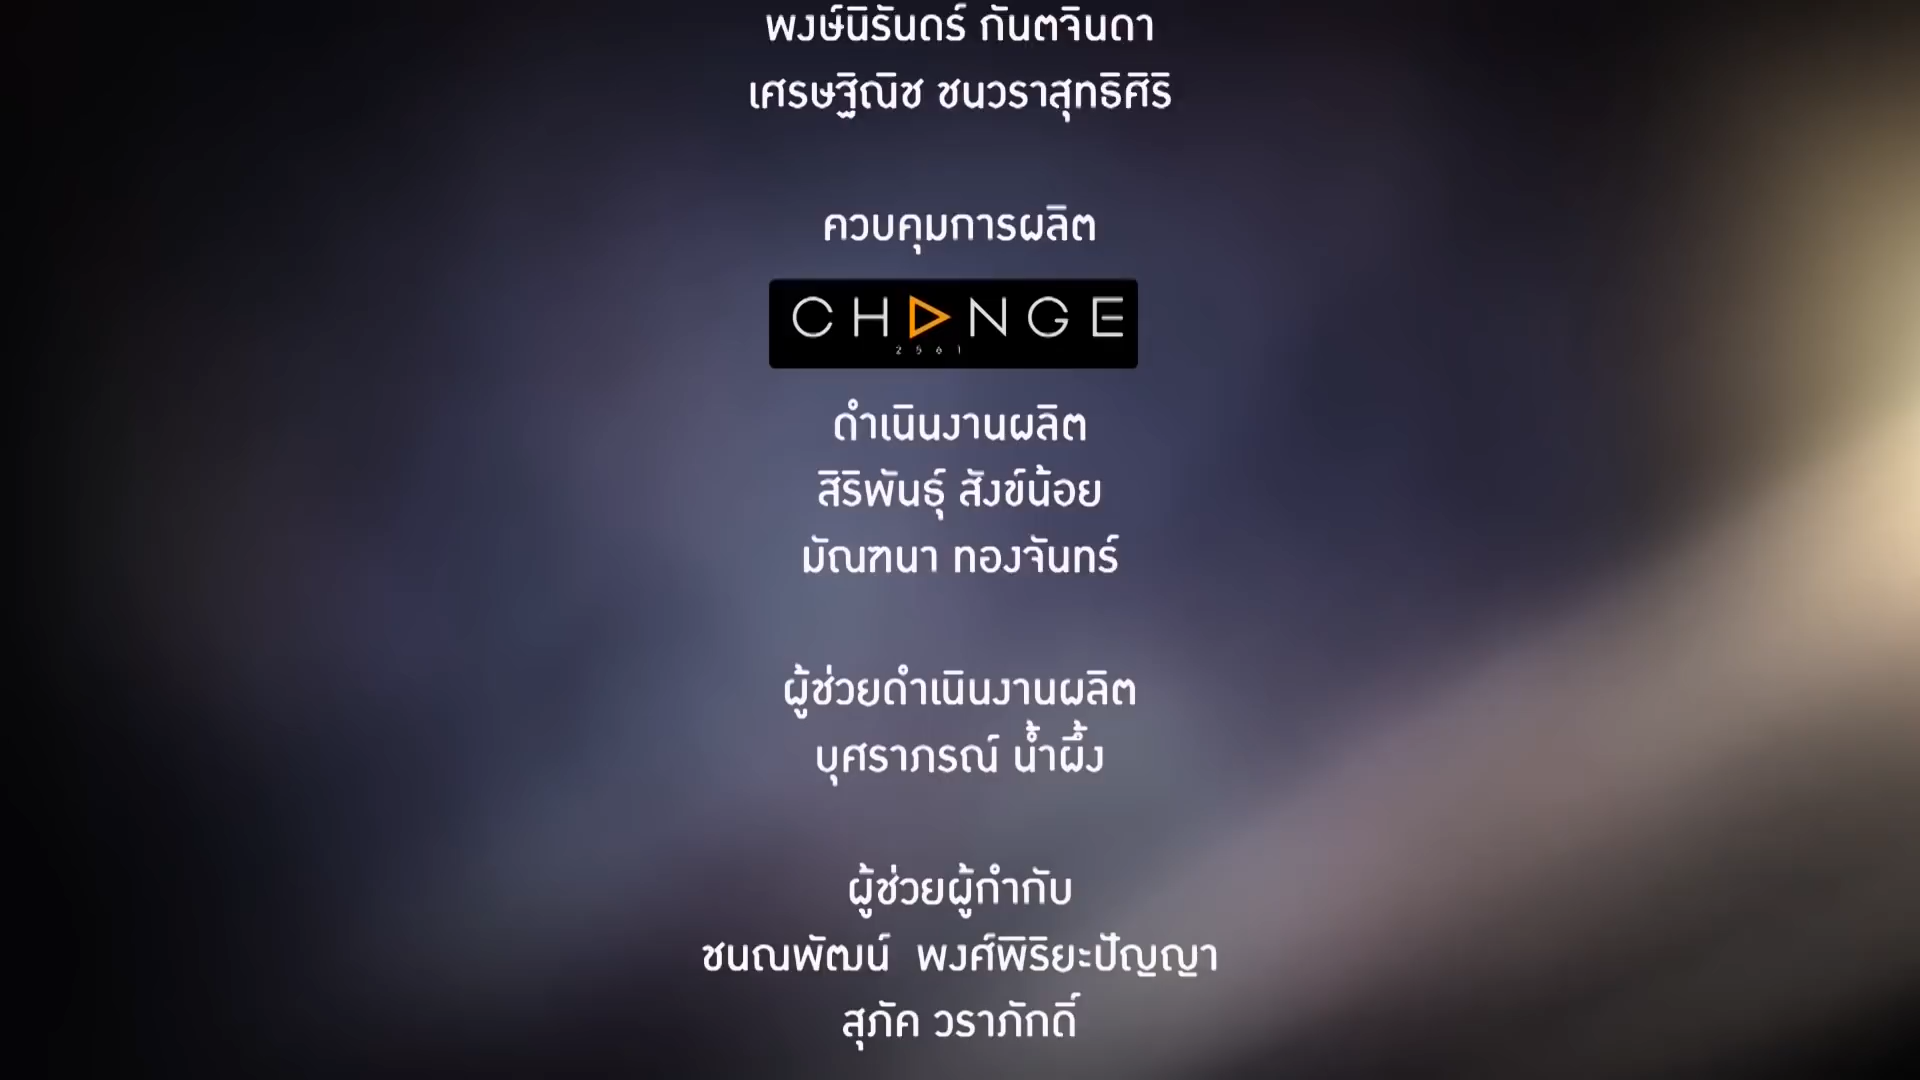 พงษ์นิรันดร์ กันตจินดา
เศรษฐิณิช ชนวราสุทธิศิริ
ควบคุมการผลิต
CHANGE
2561
ดำเนินงานผลิต
สิริพันธุ์ สังข์น้อย
มัณฑนา ทองจันทร์
ผู้ช่วยดำเนินงานผลิต
บุศราภรณ์ น้ำผึ้ง
ผู้ช่วยผู้กำกับ
ชนณพัฒน์  พงศ์พิริยะปัญญา
สุภัค วราภักดิ์